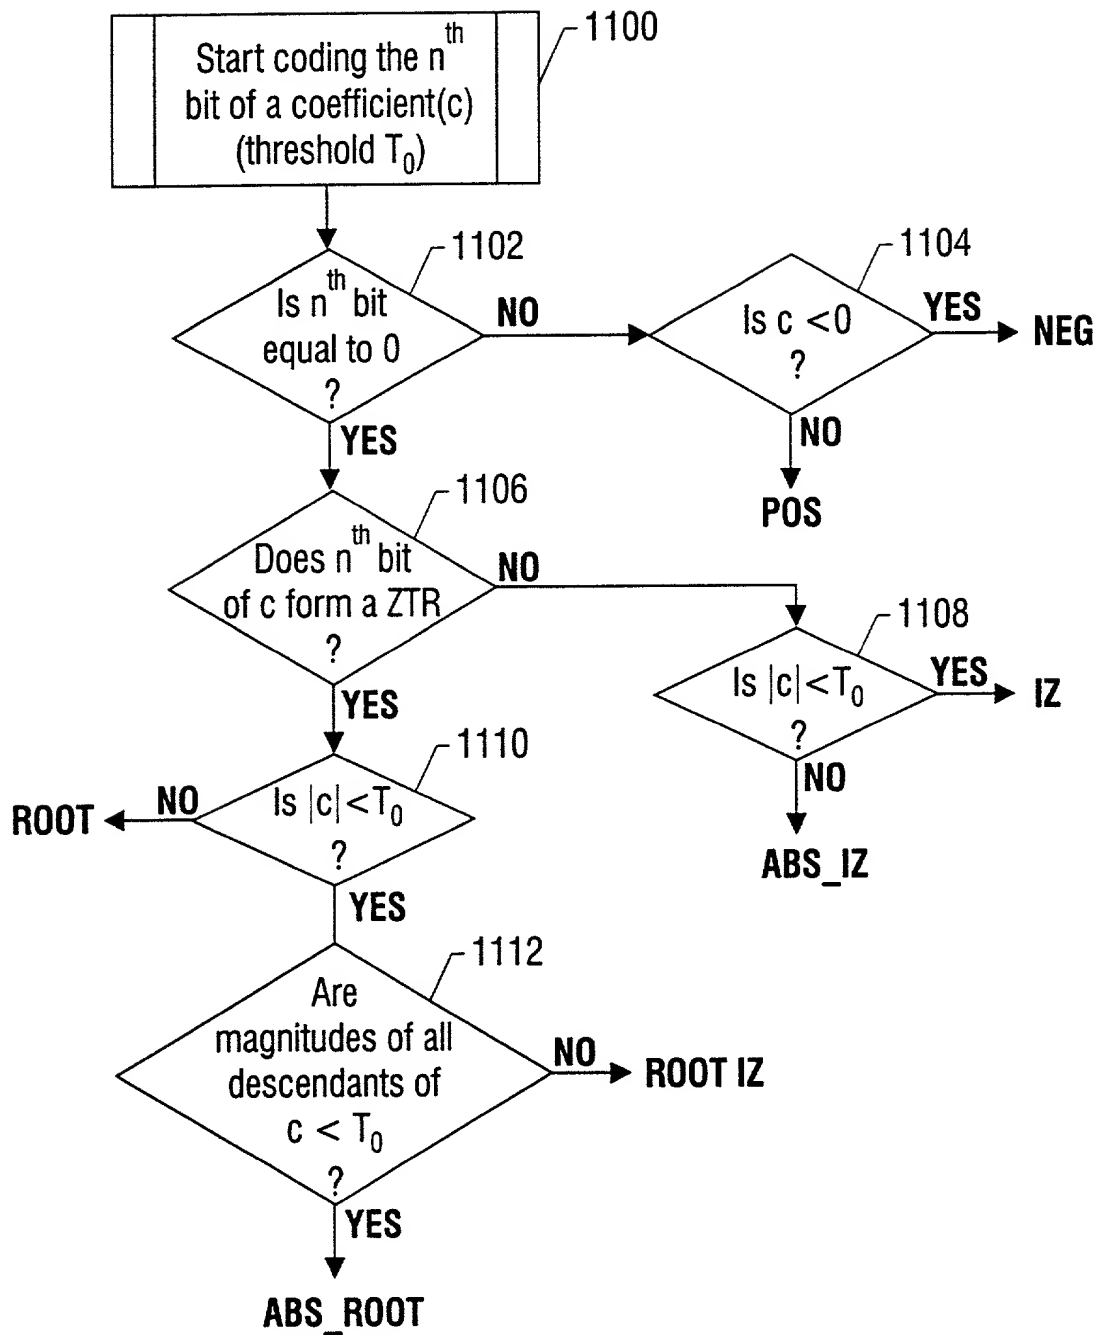 Start coding the nth
bit of a coefficient(c)
(threshold T0)
1100
Is nth bit
equal to 0
?
1102
NO
YES
Is c <0
?
1104
YES
NEG
NO
POS
Does nth bit
of c form a ZTR
?
1106
NO
YES
Is |c|<T0
?
1108
YES
IZ
NO
ABS_IZ
Is |c|<T0
?
1110
NO
ROOT
YES
Are
magnitudes of all
descendants of
c < T0
?
1112
NO
ROOT IZ
YES
ABS_ROOT